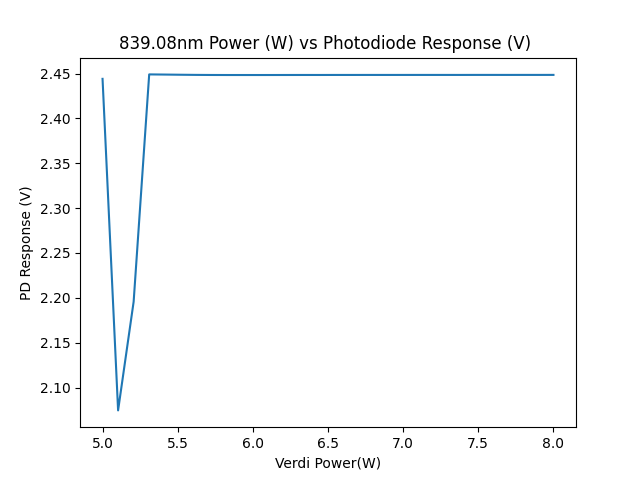 839.08nm Power (W) vs Photodiode Response (V)
2.45
2.40
2.35
2.30
2.25
2.20
2.15
2.10
PD Response (V)
5.0 5.5 6.0 6.5 7.0 7.5 8.0
Verdi Power(W)